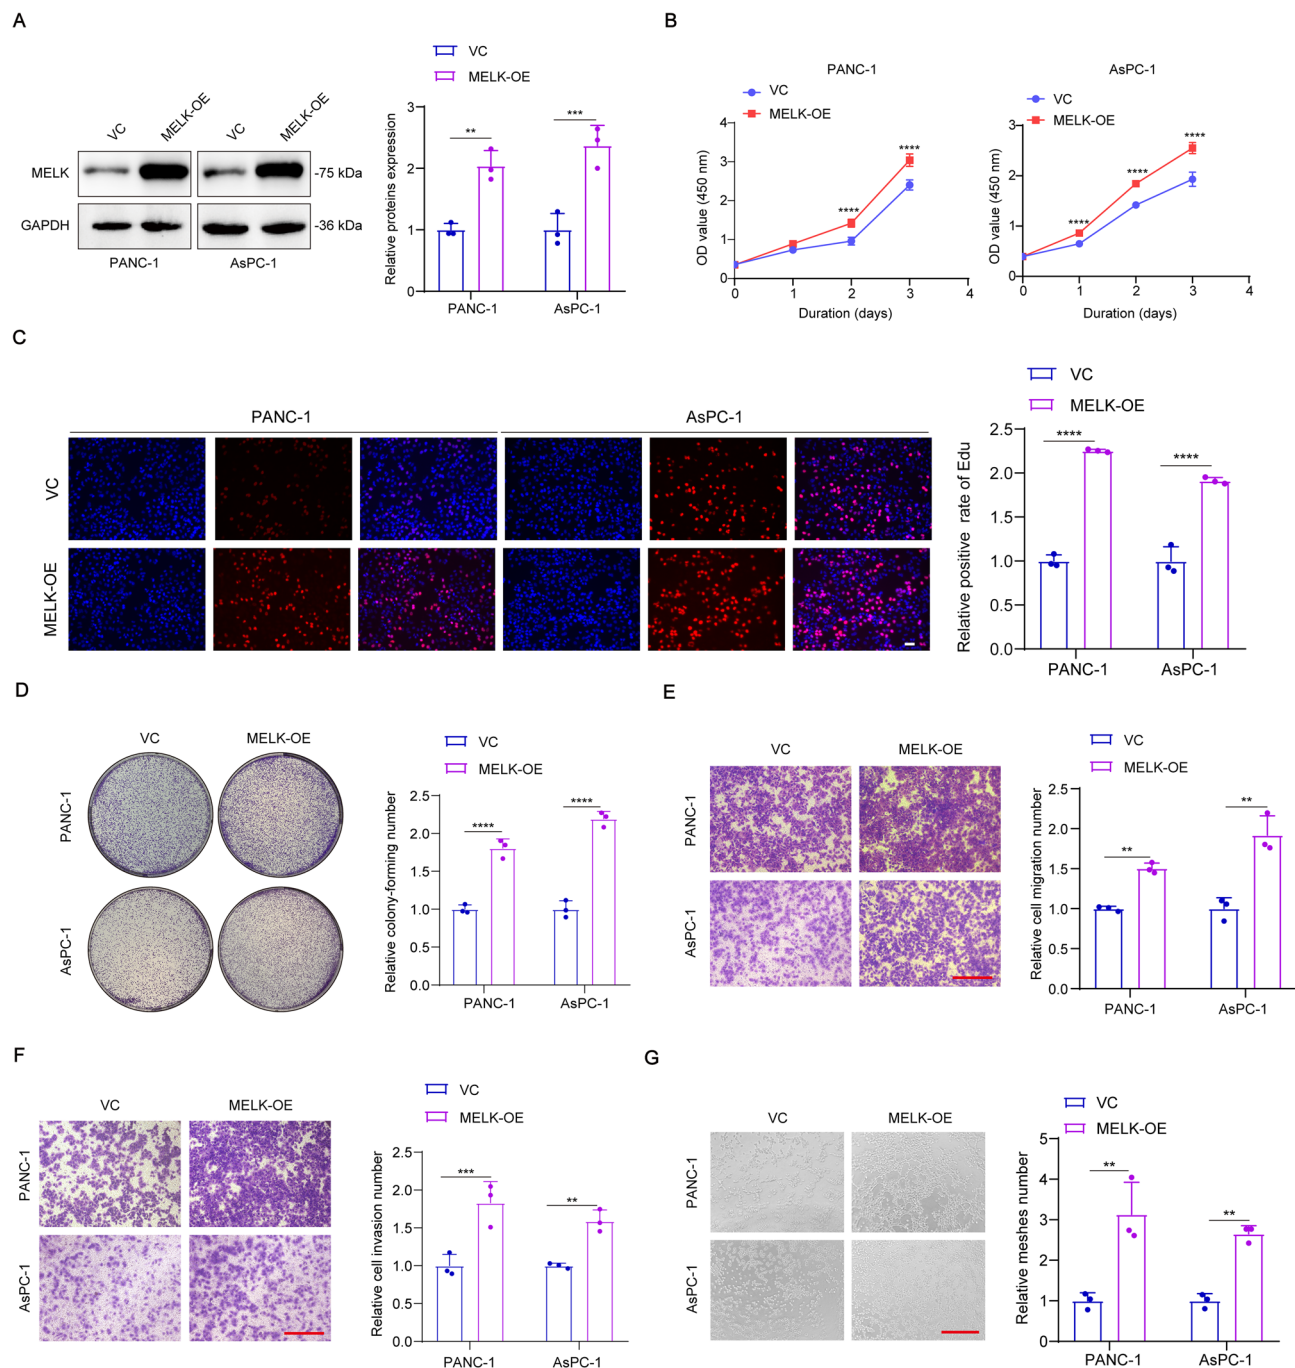 A
VC
MELK-OE
VC
MELK-OE
VC
MELK-OE
MELK
-75 kDa
GAPDH
-36 kDa
PANC-1
AsPC-1
Relative proteins expression
3
2
1
0
**
***
PANC-1
AsPC-1
B
PANC-1
VC
MELK-OE
OD value (450 nm)
4
3
2
1
0
****
****
0
1
2
3
4
Duration (days)
AsPC-1
VC
MELK-OE
OD value (450 nm)
3
2
1
0
****
****
****
0
1
2
3
4
Duration (days)
C
PANC-1
AsPC-1
VC
MELK-OE
VC
MELK-OE
Relative positive rate of Edu
2.5
2.0
1.5
1.0
0.5
0.0
****
****
PANC-1
AsPC-1
D
VC
MELK-OE
PANC-1
AsPC-1
VC
MELK-OE
Relative colony-forming number
2.5
2.0
1.5
1.0
0.5
0.0
****
****
PANC-1
AsPC-1
E
VC
MELK-OE
PANC-1
AsPC-1
VC
MELK-OE
Relative cell migration number
2.5
2.0
1.5
1.0
0.5
0.0
**
**
PANC-1
AsPC-1
F
VC
MELK-OE
PANC-1
AsPC-1
VC
MELK-OE
Relative cell invasion number
2.5
2.0
1.5
1.0
0.5
0.0
***
**
PANC-1
AsPC-1
G
VC
MELK-OE
PANC-1
AsPC-1
VC
MELK-OE
Relative meshes number
5
4
3
2
1
0
**
**
PANC-1
AsPC-1